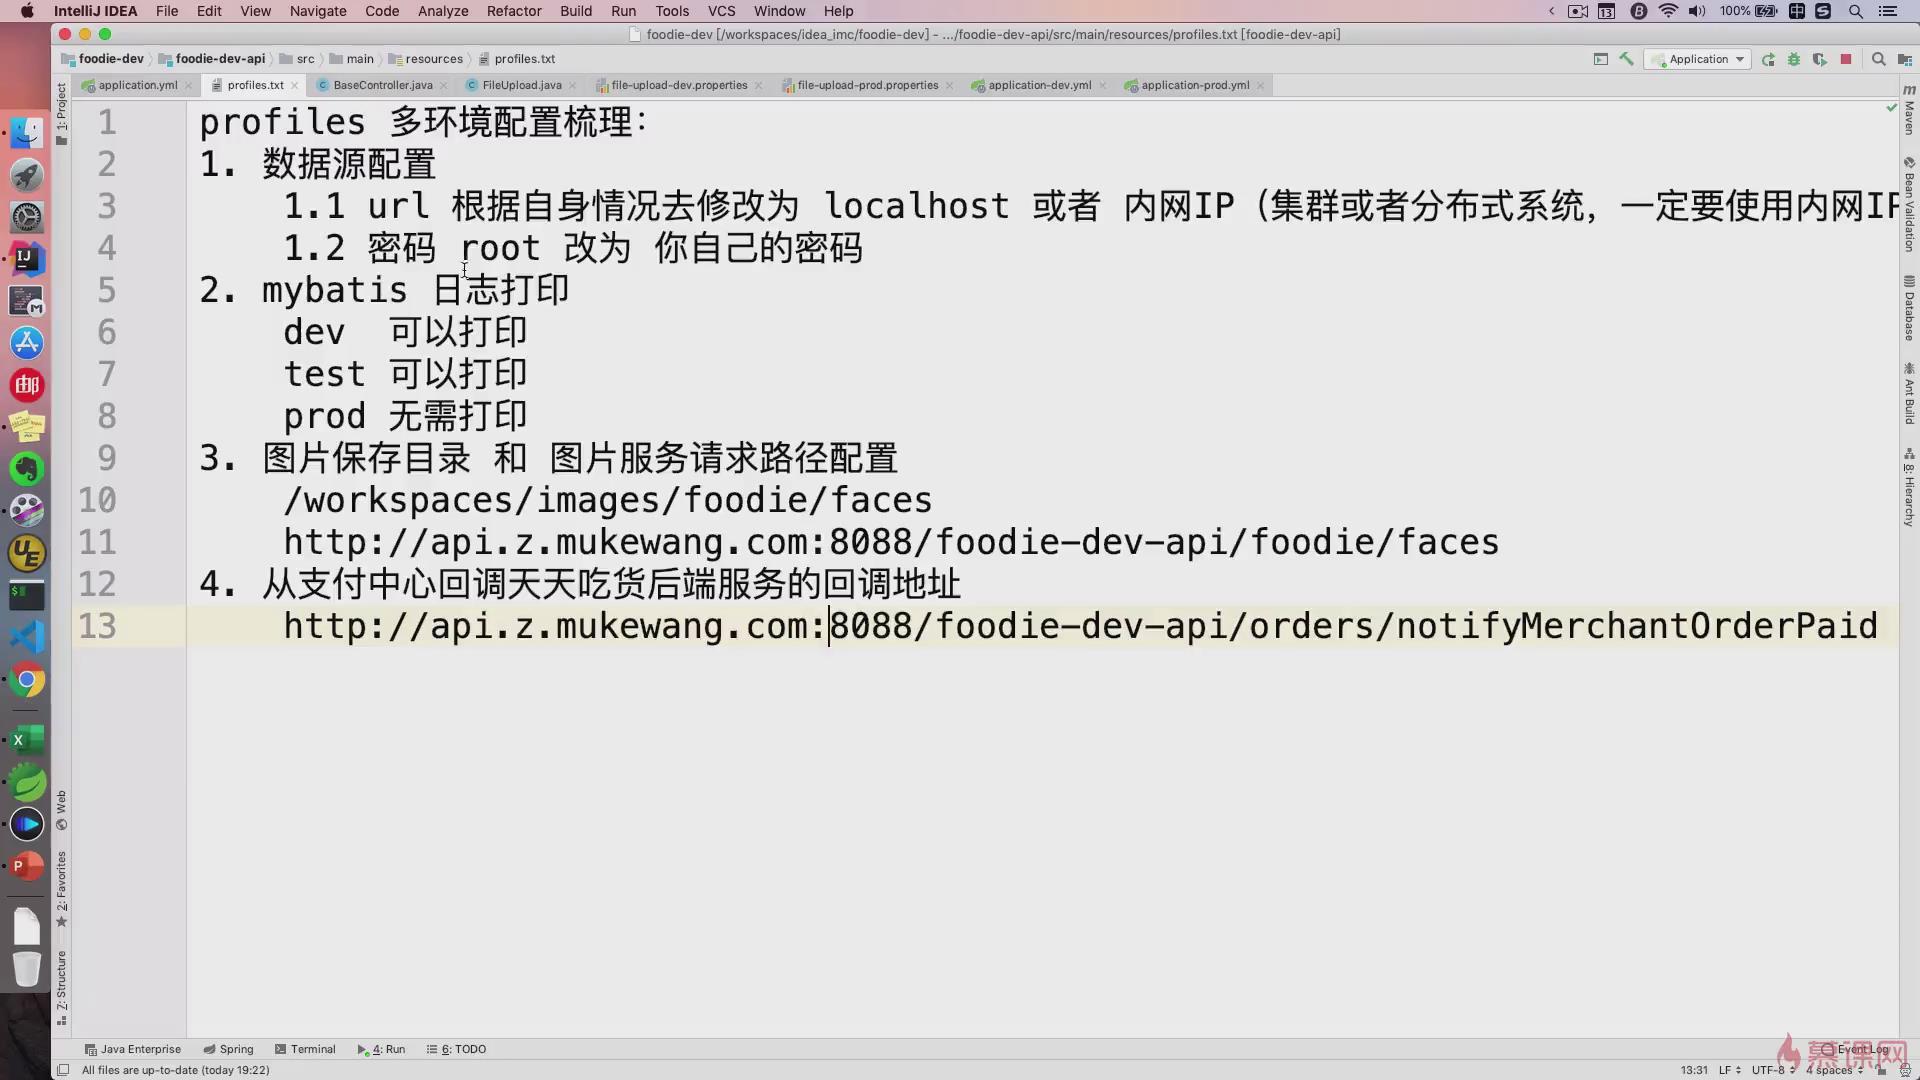 IntelliJ IDEA File Edit View Navigate Code Analyze Refactor Build Run Tools VCS Window Help 13 100% 中
foodie-dev [/workspaces/idea_imc/foodie-dev] - .../foodie-dev-api/src/main/resources/profiles.txt [foodie-dev-api]
foodie-dev foodie-dev-api src main resources profiles.txt Application
application.yml profiles.txt BaseController.java FileUpload.java file-upload-dev.properties file-upload-prod.properties application-dev.yml application-prod.yml
1 profiles 多环境配置梳理:
2 1. 数据源配置
3 1.1 url 根据自身情况去修改为 localhost 或者 内网IP（集群或者分布式系统，一定要使用内网IP
4 1.2 密码 root 改为 你自己的密码
5 2. mybatis 日志打印
6 dev 可以打印
7 test 可以打印
8 prod 无需打印
9 3. 图片保存目录 和 图片服务请求路径配置
10 /workspaces/images/foodie/faces
11 http://api.z.mukewang.com:8088/foodie-dev-api/foodie/faces
12 4. 从支付中心回调天天吃货后端服务的回调地址
13 http://api.z.mukewang.com:8088/foodie-dev-api/orders/notifyMerchantOrderPaid
1: Project
Web
2: Favorites
7: Structure
Maven
Bean Validation
Database
Ant Build
8: Hierarchy
Java Enterprise Spring Terminal 4: Run 6: TODO Event Log
慕课网
All files are up-to-date (today 19:22) 13:31 LF UTF-8 4 spaces